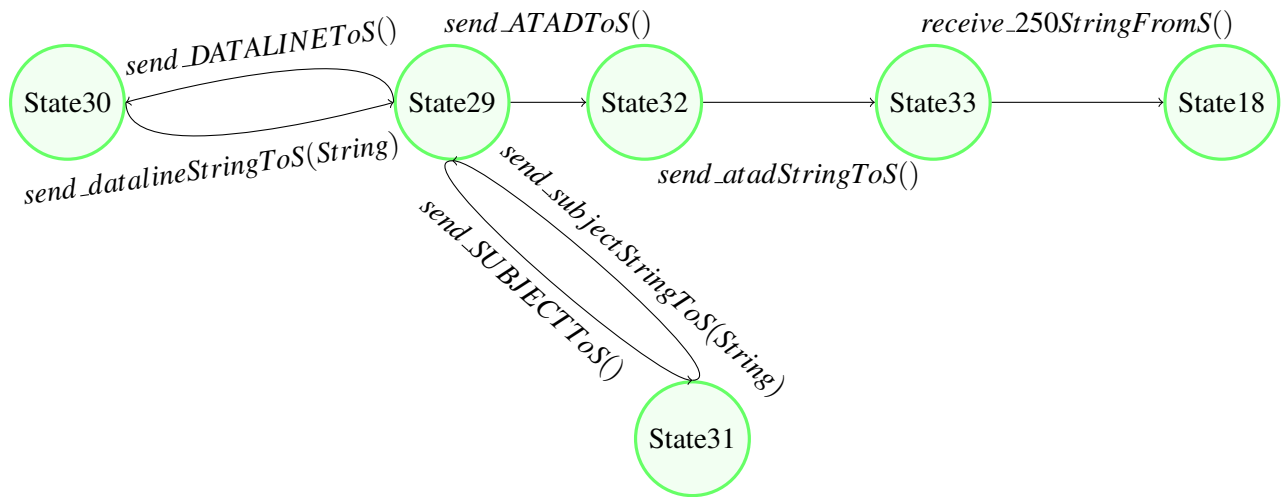 send_ATADToS()
receive_250StringFromS()
send_DATALINEToS()
State30
State29
State32
State33
State18
send_datalineStringToS(String)
send_atadStringToS()
send_subjectStringToS(String)
send_SUBJECTToS()
State31